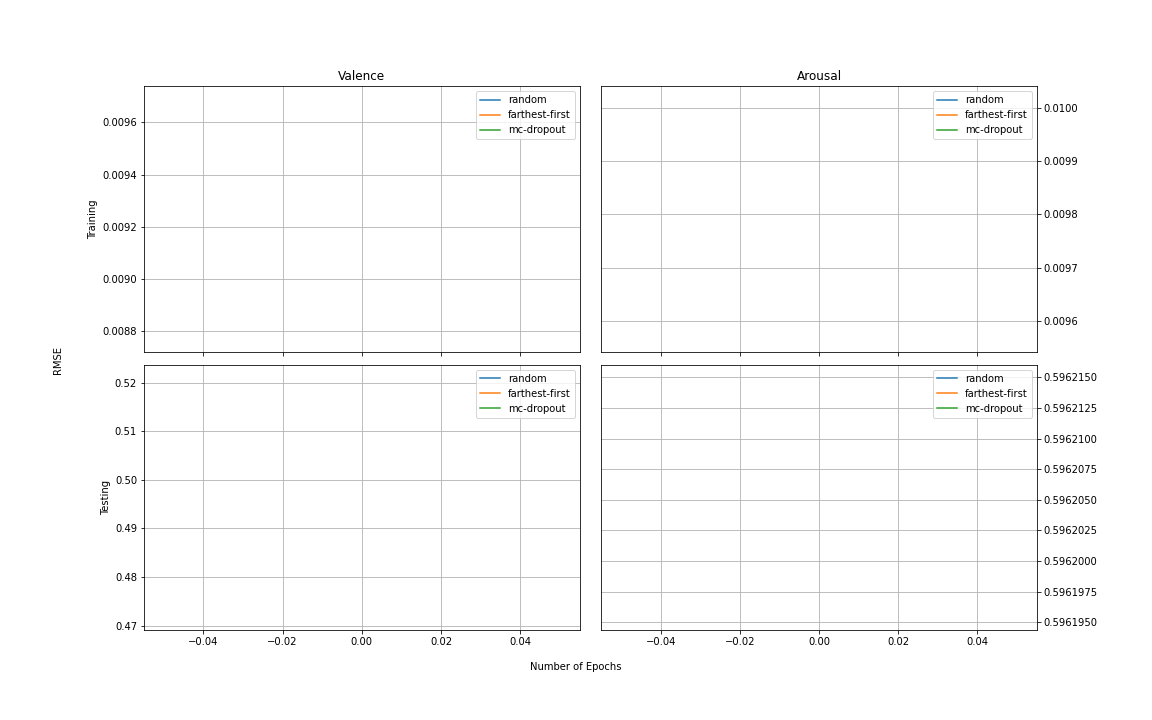 Valence
Arousal
random
farthest-first
mc-dropout
0.0096
0.0094
0.0092
0.0090
0.0088
Training
random
farthest-first
mc-dropout
0.0100
0.0099
0.0098
0.0097
0.0096
RMSE
random
farthest-first
mc-dropout
0.52
0.51
0.50
0.49
0.48
0.47
Testing
−0.04 −0.02 0.00 0.02 0.04
random
farthest-first
mc-dropout
0.5962150
0.5962125
0.5962100
0.5962075
0.5962050
0.5962025
0.5962000
0.5961975
0.5961950
−0.04 −0.02 0.00 0.02 0.04
Number of Epochs